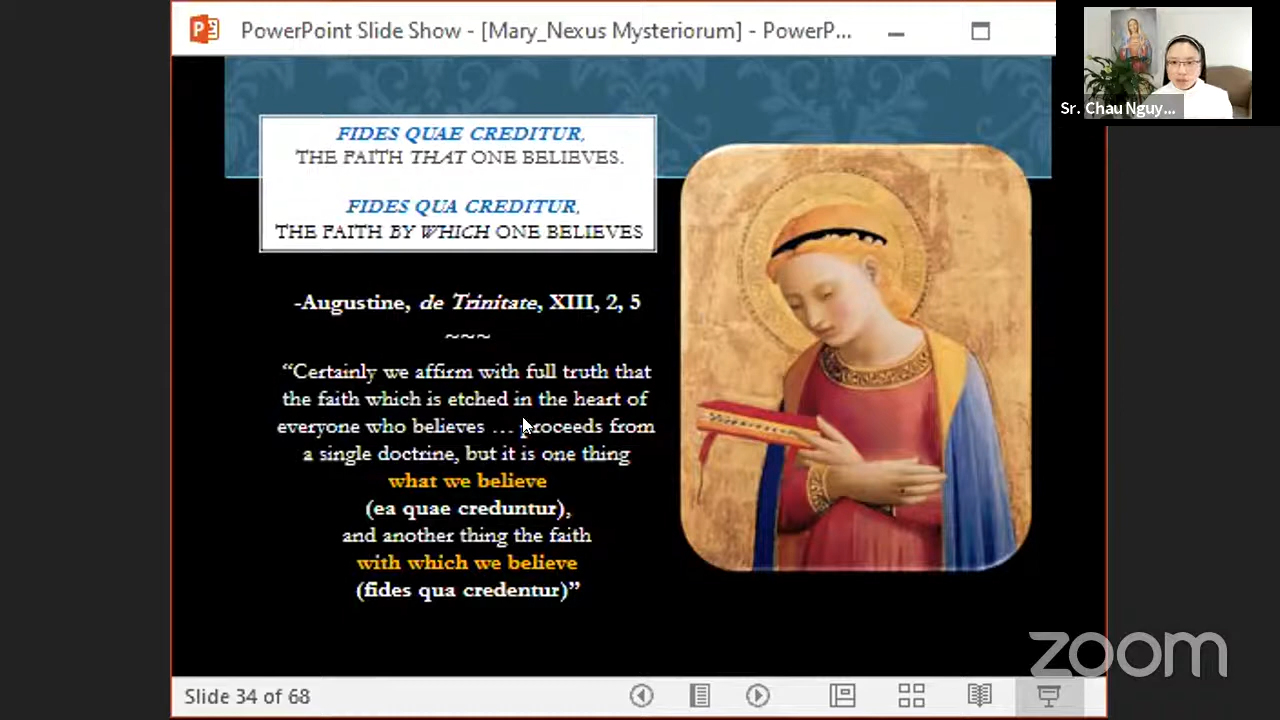 PowerPoint Slide Show - [Mary_Nexus Mysteriorum] - PowerP...
Sr. Chau Nguy...
FIDES QUAE CREDITUR,
THE FAITH THAT ONE BELIEVES.
FIDES QUA CREDITUR,
THE FAITH BY WHICH ONE BELIEVES
-Augustine, de Trinitate, XIII, 2, 5
~~~
“Certainly we affirm with full truth that
the faith which is etched in the heart of
everyone who believes … proceeds from
a single doctrine, but it is one thing
what we believe
(ea quae creduntur),
and another thing the faith
with which we believe
(fides qua credentur)”
zoom
Slide 34 of 68